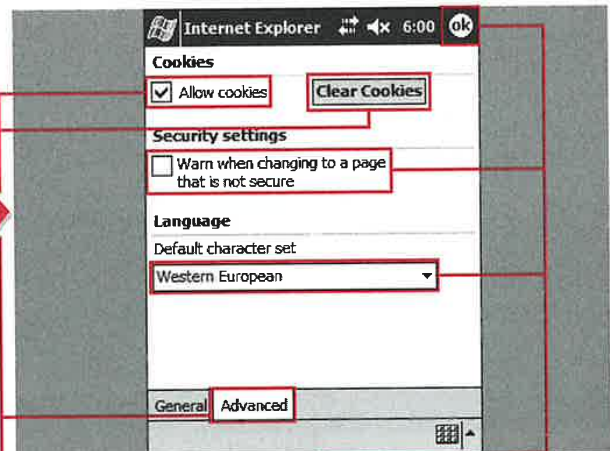 Internet Explorer 6:00 ok
Cookies
Allow cookies Clear Cookies
Security settings
Warn when changing to a page
that is not secure
Language
Default character set
Western European
General Advanced